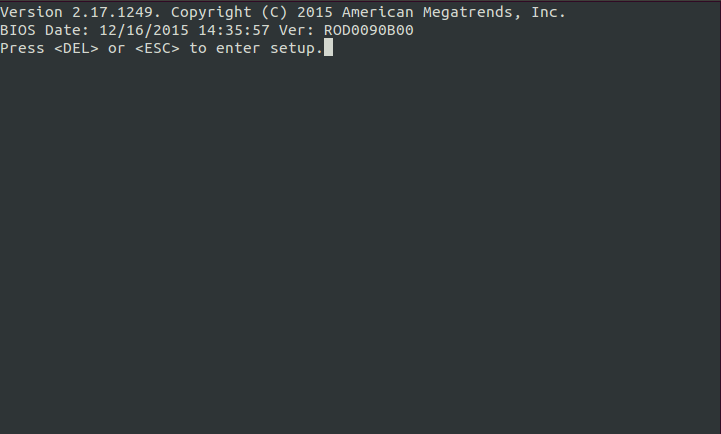 Version 2.17.1249. Copyright (C) 2015 American Megatrends, Inc.
BIOS Date: 12/16/2015 14:35:57 Ver: ROD0090B00
Press <DEL> or <ESC> to enter setup.